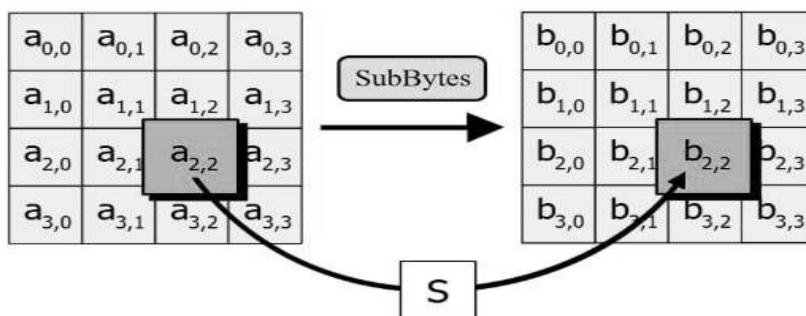 a0,0 a0,1 a0,2 a0,3 b0,0 b0,1 b0,2 b0,3
SubBytes
a1,0 a1,1 a1,2 a1,3 b1,0 b1,1 b1,2 b1,3
a2,0 a2,1 a2,2 a2,3 b2,0 b2,1 b2,2 b2,3
a3,0 a3,1 a3,2 a3,3 b3,0 b3,1 b3,2 b3,3
S